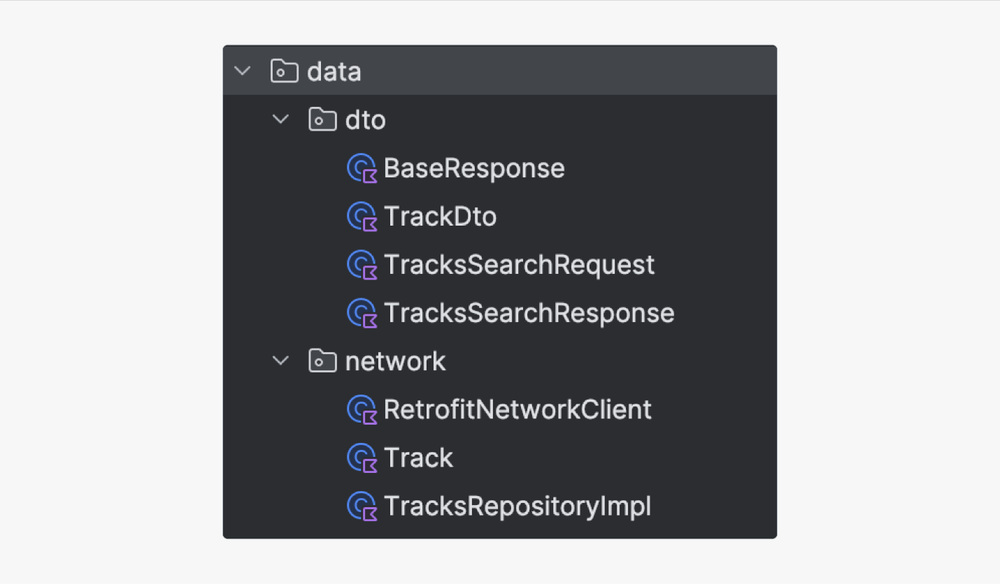 data
dto
BaseResponse
TrackDto
TracksSearchRequest
TracksSearchResponse
network
RetrofitNetworkClient
Track
TracksRepositoryImpl